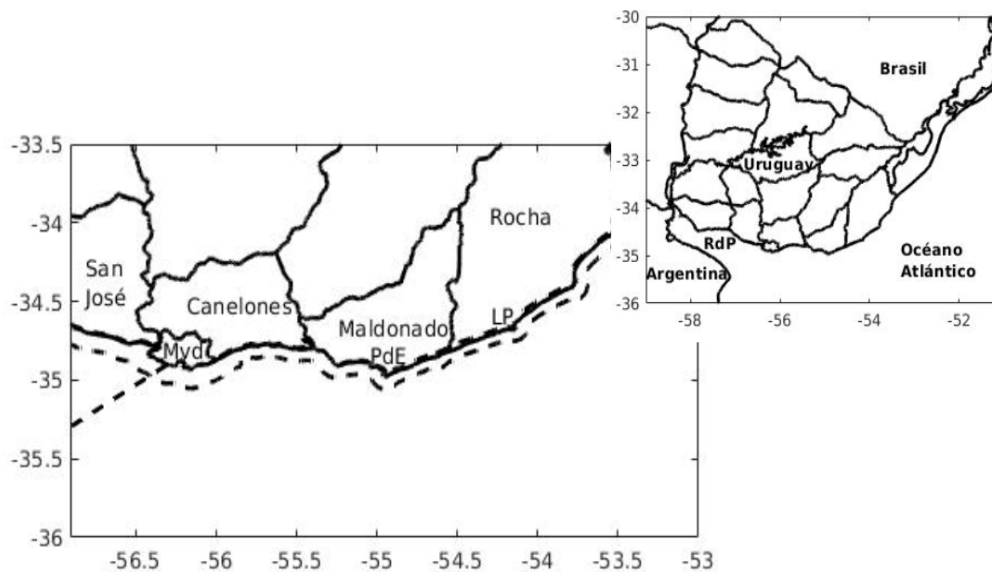 -30
-31
Brasil
-32
-33
Uruguay
-34
-35
RdP
Océano
Argentina
Atlántico
-36
-58
-56
-54
-52
-33.5
-34
Rocha
San
José
Canelones
-34.5
LP
Maldonado
Mvd
PdE
-35
-35.5
-36
-56.5
-56
-55.5
-55
-54.5
-54
-53.5
-53